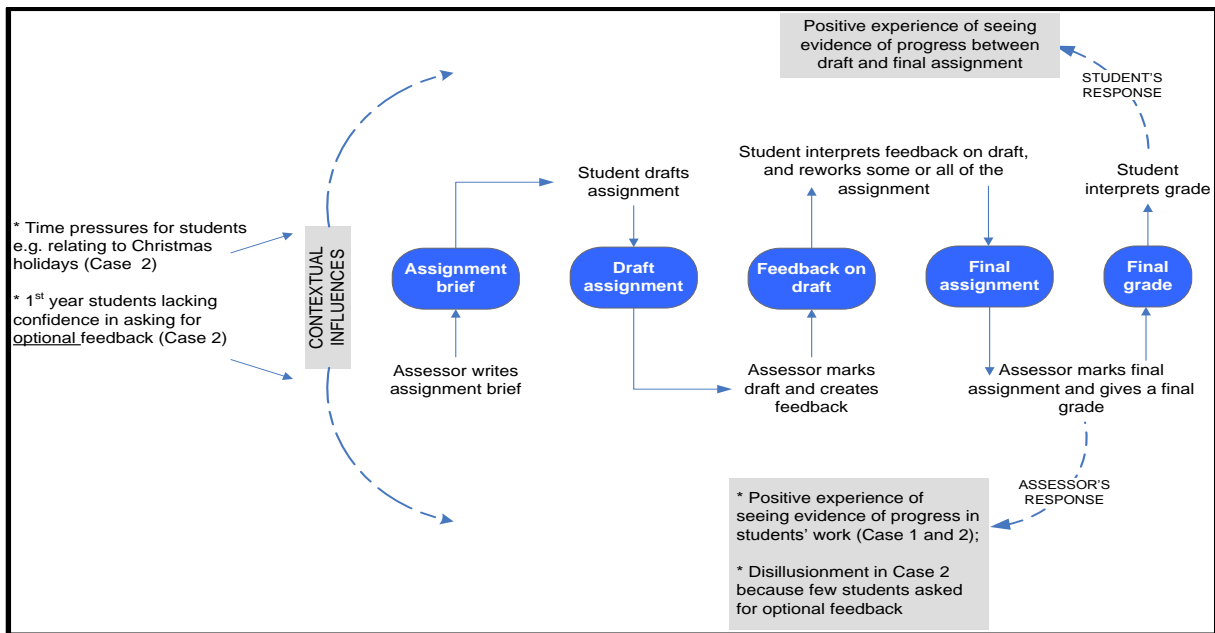 Positive experience of seeing
evidence of progress between
draft and final assignment
STUDENT'S
RESPONSE
Student drafts
assignment
Student interprets feedback on draft,
and reworks some or all of the
assignment
Student
interprets grade
* Time pressures for students
e.g. relating to Christmas
holidays (Case  2)
* 1st year students lacking
confidence in asking for
optional feedback (Case 2)
CONTEXTUAL
INFLUENCES
Assignment
brief
Draft
assignment
Feedback on
draft
Final
assignment
Final
grade
Assessor writes
assignment brief
Assessor marks
draft and creates
feedback
Assessor marks final
assignment and gives a final
grade
ASSESSOR'S
RESPONSE
* Positive experience of
seeing evidence of progress in
students' work (Case 1 and 2);
* Disillusionment in Case 2
because few students asked
for optional feedback